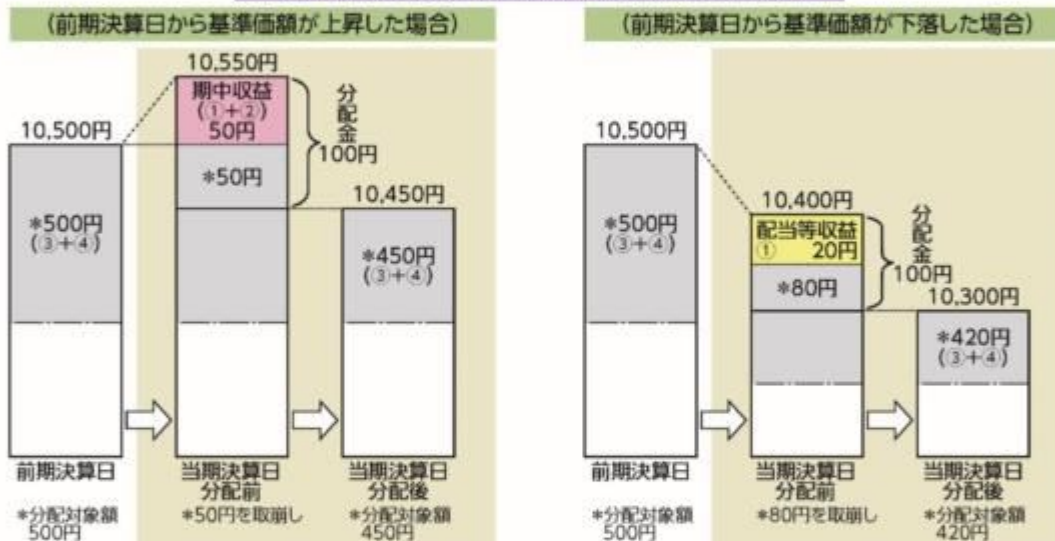 (前期決算日から基準価額が上昇した場合)
10,550円
期中収益
(①+②)
50円
分配金
100円
10,500円
*50円
10,450円
*500円
(③+④)
*450円
(③+④)
前期決算日
当期決算日
分配前
当期決算日
分配後
*分配対象額
500円
*50円を取崩し
*分配対象額
450円
(前期決算日から基準価額が下落した場合)
10,500円
10,400円
*500円
(③+④)
配当等収益
① 20円
分配金
100円
*80円
10,300円
*420円
(③+④)
前期決算日
当期決算日
分配前
当期決算日
分配後
*分配対象額
500円
*80円を取崩し
*分配対象額
420円